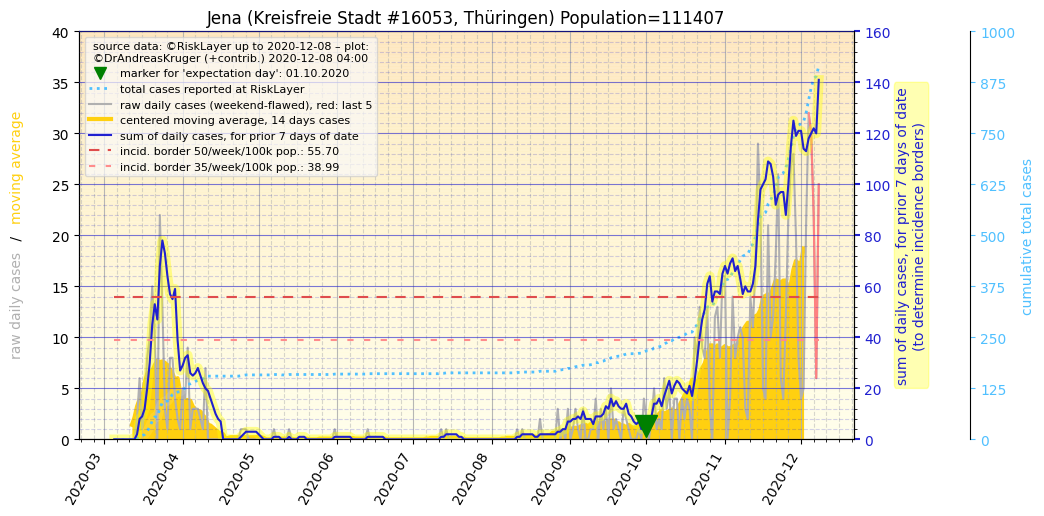 Jena (Kreisfreie Stadt #16053, Thüringen) Population=111407
source data: ©RiskLayer up to 2020-12-08 – plot:
©DrAndreasKruger (+contrib.) 2020-12-08 04:00
marker for 'expectation day': 01.10.2020
total cases reported at RiskLayer
raw daily cases (weekend-flawed), red: last 5
centered moving average, 14 days cases
sum of daily cases, for prior 7 days of date
incid. border 50/week/100k pop.: 55.70
incid. border 35/week/100k pop.: 38.99
raw daily cases / moving average
40
35
30
25
20
15
10
5
0
2020-03
2020-04
2020-05
2020-06
2020-07
2020-08
2020-09
2020-10
2020-11
2020-12
160
140
120
100
80
60
40
20
0
sum of daily cases, for prior 7 days of date
(to determine incidence borders)
1000
875
750
625
500
375
250
125
0
cumulative total cases